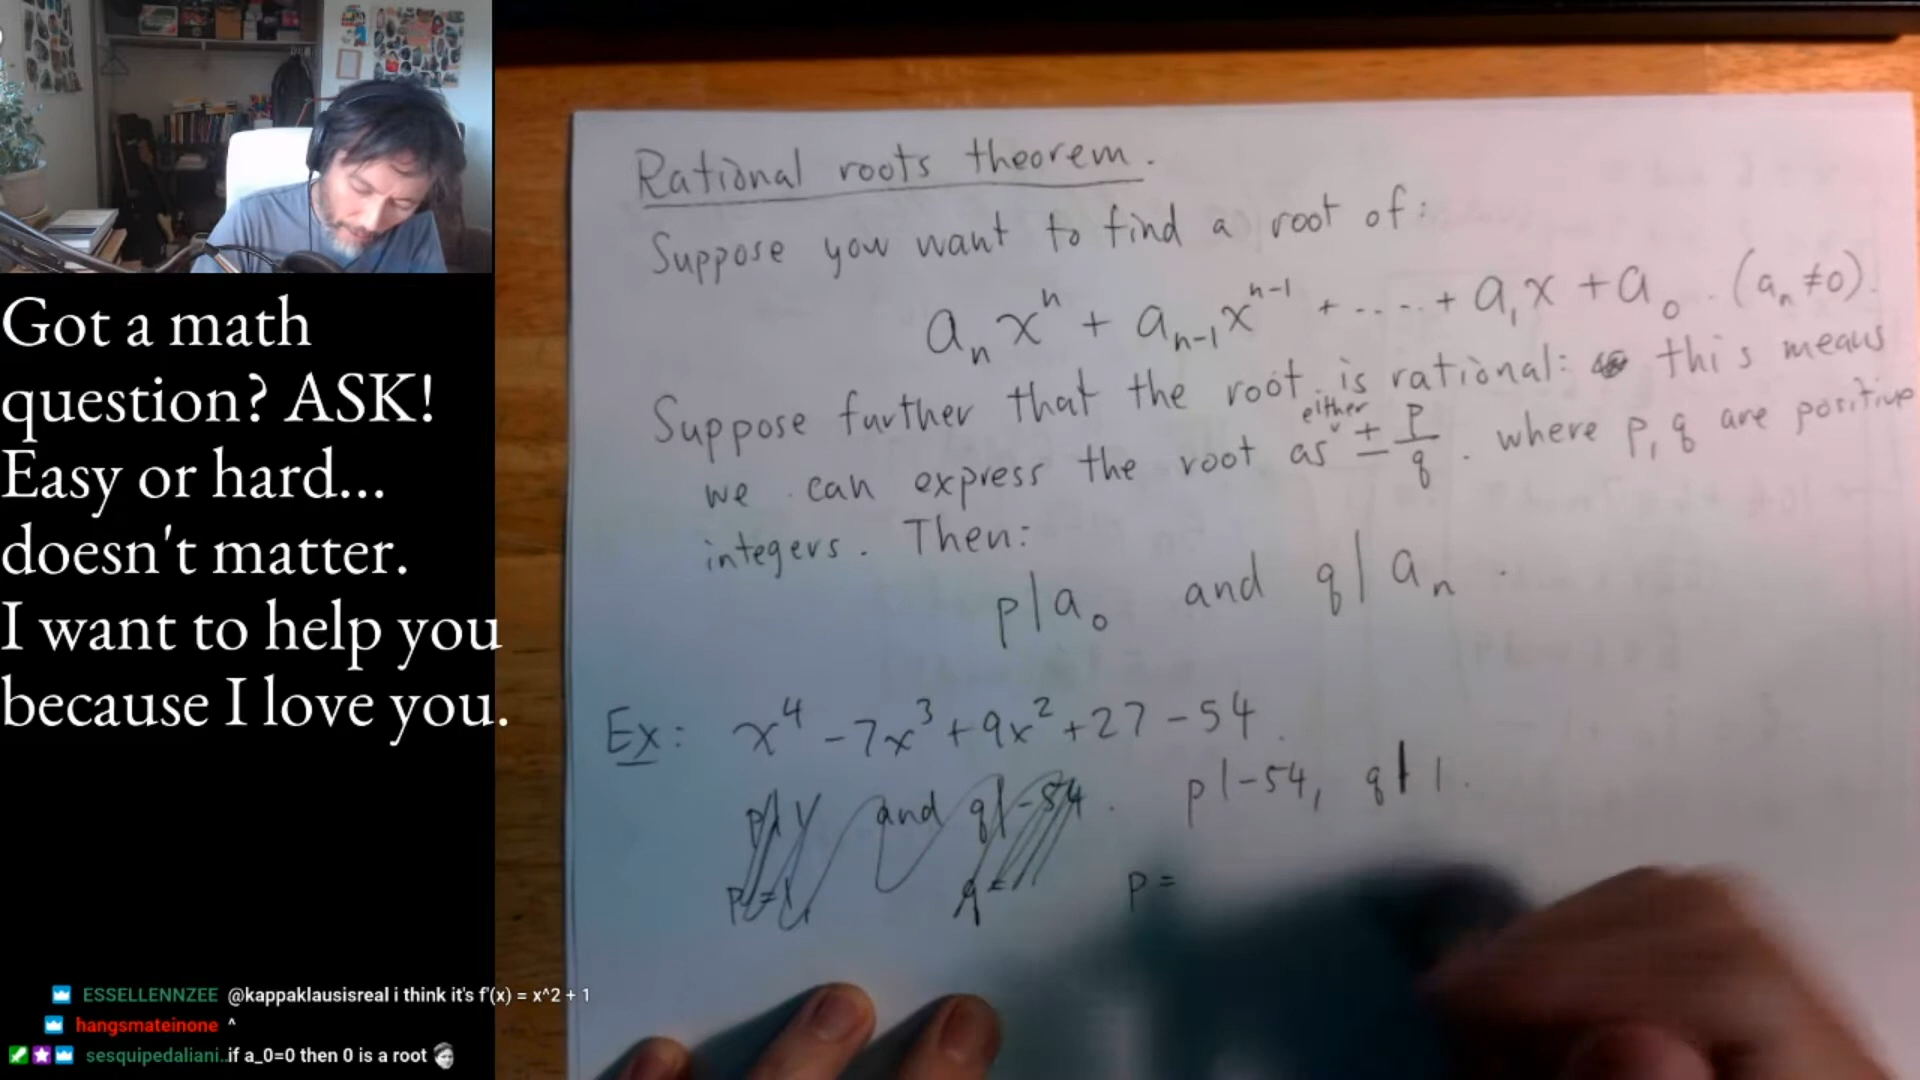 Got a math
question? ASK!
Easy or hard...
doesn't matter.
I want to help you
because I love you.
ESSELLENNZEE @kappaklausisreal i think it's f'(x) = x^2 + 1
hangsmateinone ^
sesquipedaliani..if a_0=0 then 0 is a root
Rational roots theorem.
Suppose you want to find a root of:
aₙxⁿ + aₙ₋₁xⁿ⁻¹ + ..... + a₁x + a₀. (aₙ ≠ 0).
Suppose further that the root is rational: this means
we can express the root as either ± p/q. where p, q are positive
integers. Then:
p|a₀ and q|aₙ.
Ex: x⁴ - 7x³ + 9x² + 27 - 54.
and q|-54. p|-54, q|1.
p =